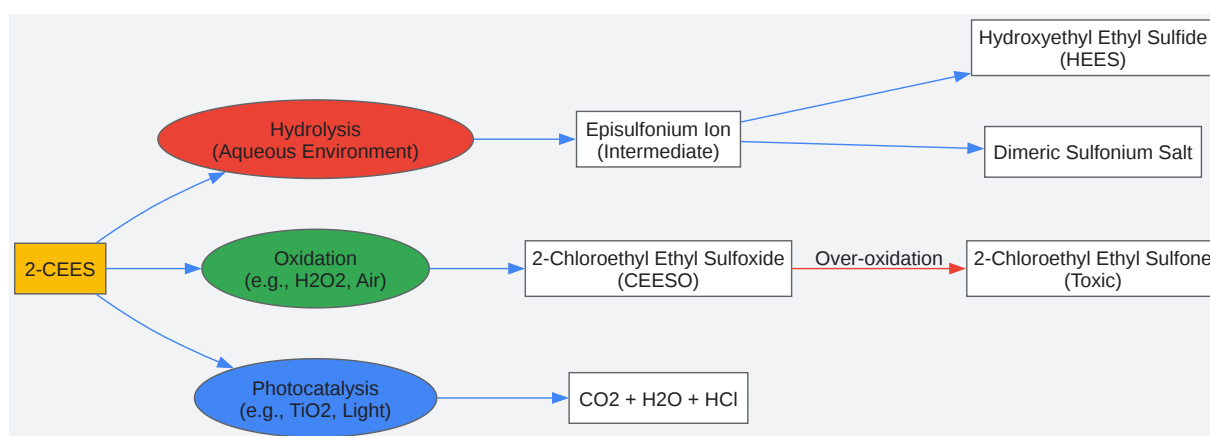 Hydroxyethyl Ethyl Sulfide
(HEES)
Hydrolysis
(Aqueous Environment)
Episulfonium Ion
(Intermediate)
Dimeric Sulfonium Salt
2-CEES
Oxidation
(e.g., H2O2, Air)
2-Chloroethyl Ethyl Sulfoxide
(CEESO)
Over-oxidation
2-Chloroethyl Ethyl Sulfone
(Toxic)
Photocatalysis
(e.g., TiO2, Light)
CO2 + H2O + HCl